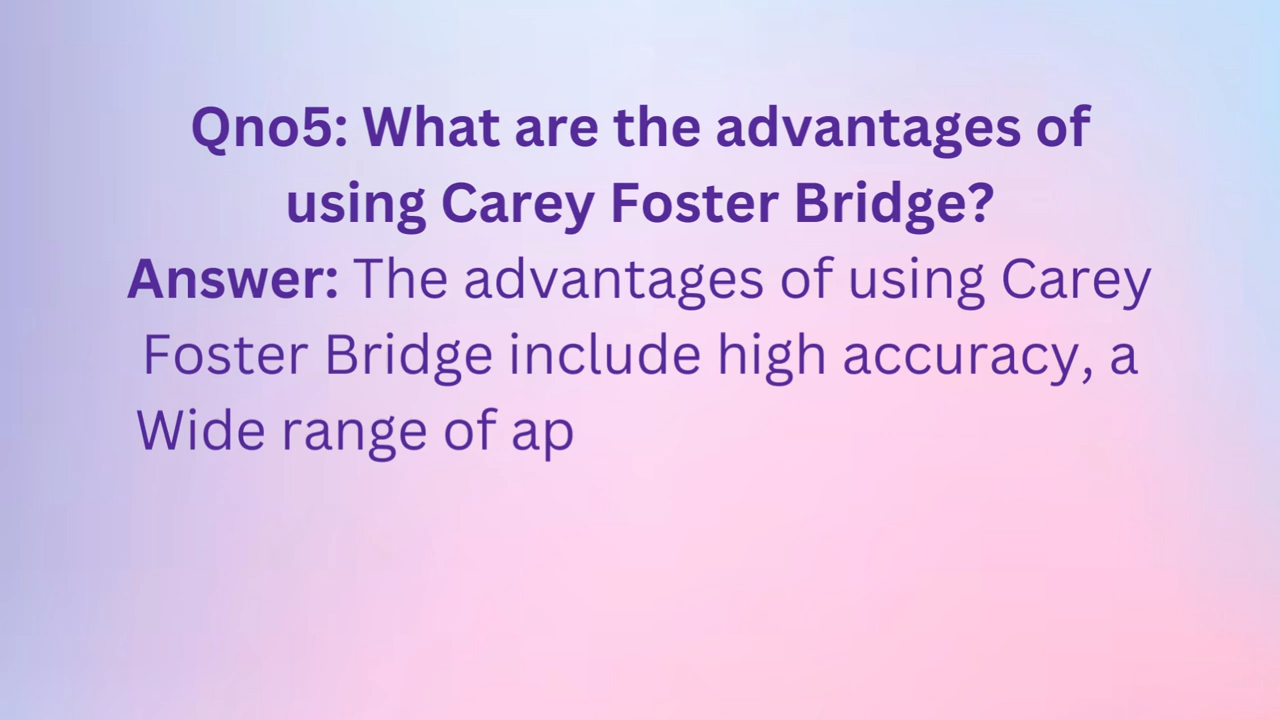 Qno5: What are the advantages of
using Carey Foster Bridge?
Answer: The advantages of using Carey
Foster Bridge include high accuracy, a
Wide range of ap